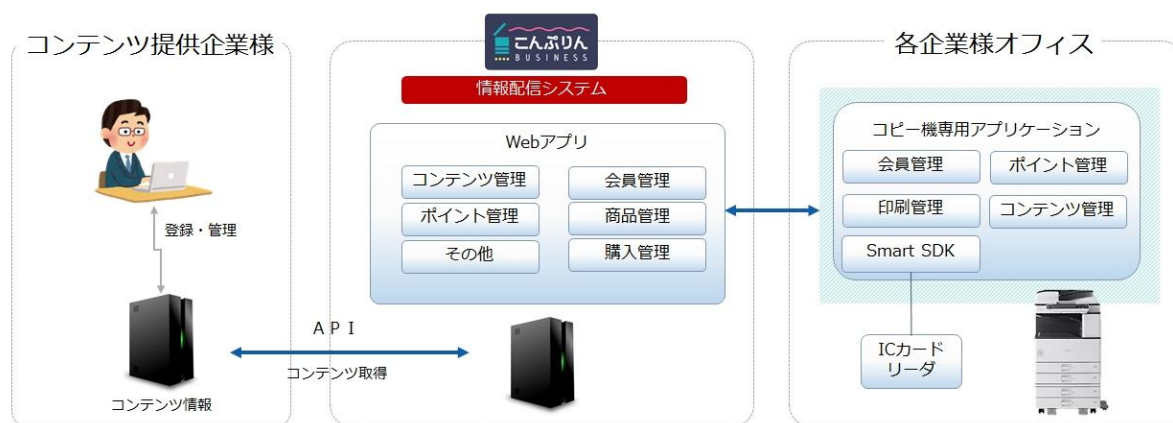 コンテンツ提供企業様
登録・管理
コンテンツ情報
API
コンテンツ取得
こんぷりん
BUSINESS
情報配信システム
Webアプリ
コンテンツ管理
会員管理
ポイント管理
商品管理
その他
購入管理
各企業様オフィス
コピー機専用アプリケーション
会員管理
ポイント管理
印刷管理
コンテンツ管理
Smart SDK
ICカード
リーダ